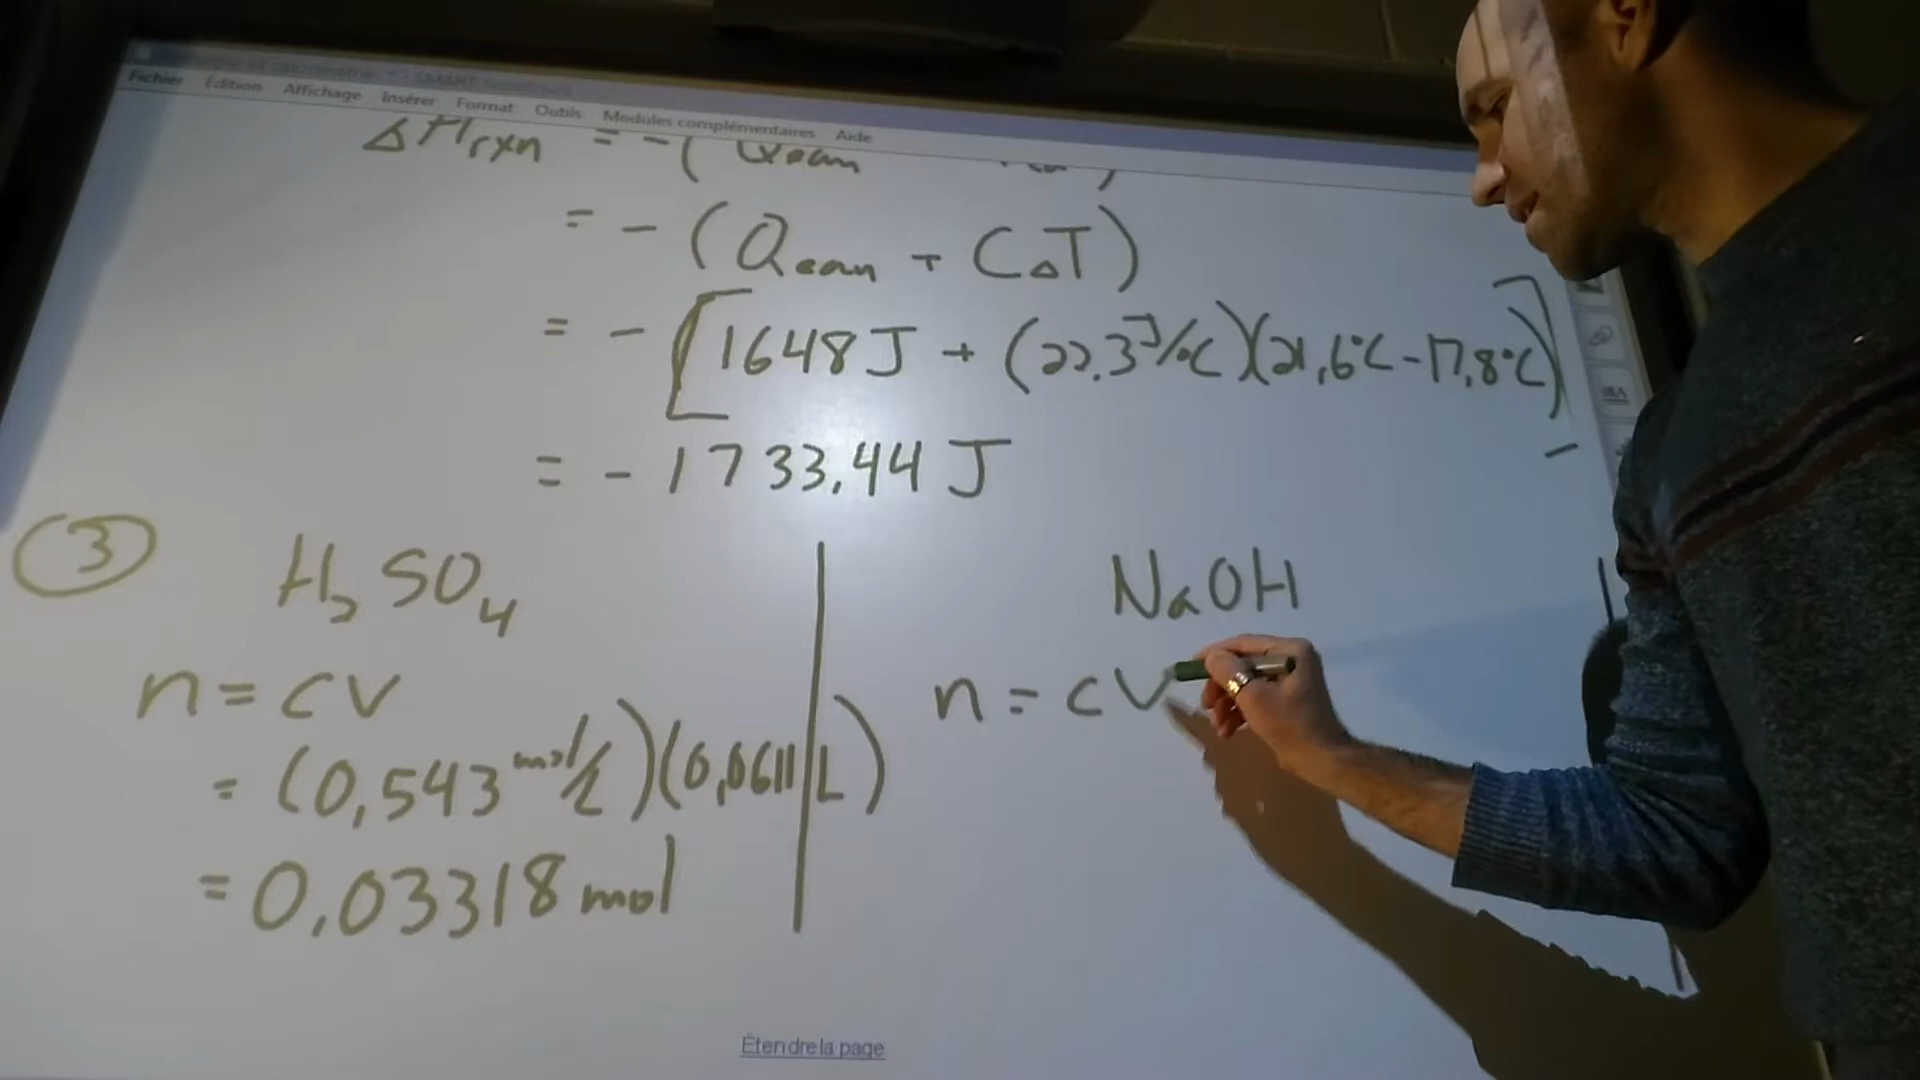 Fichier Édition Affichage Insérer Format Outils Modules complémentaires Aide
ΔHrxn = -( Qeau
= - (Qeau + CΔT)
= - [1648 J + (22.3 J/°C)(21,6°C - 17,8°C)]
= - 1733,44 J
③ H₂SO₄
n = cv
= (0,543 mol/L)(0,0611 L)
= 0,03318 mol
NaOH
n = cv
Étendre la page